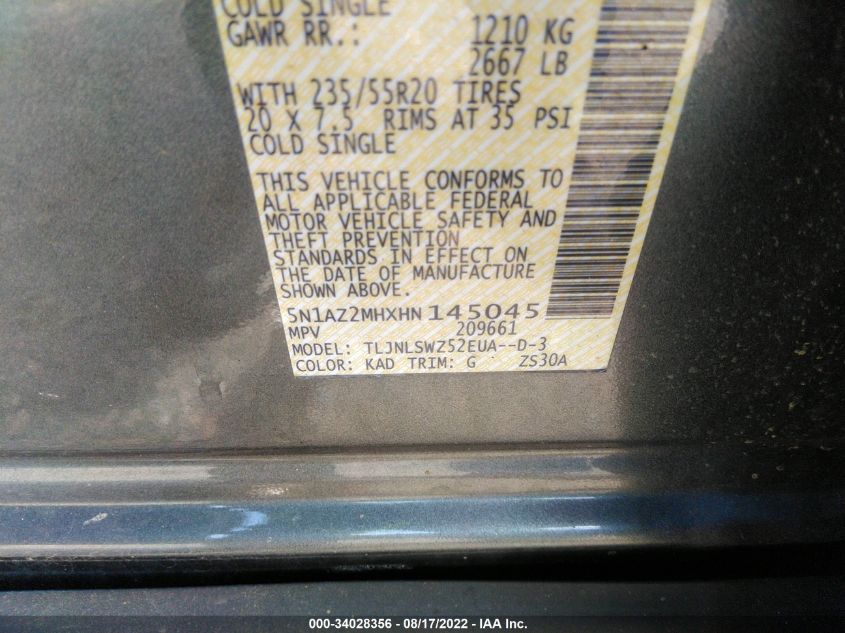 COLD SINGLE
GAWR RR.: 1210 KG
2667 LB
WITH 235/55R20 TIRES
20 X 7.5 RIMS AT 35 PSI
COLD SINGLE
THIS VEHICLE CONFORMS TO
ALL APPLICABLE FEDERAL
MOTOR VEHICLE SAFETY AND
THEFT PREVENTION
STANDARDS IN EFFECT ON
THE DATE OF MANUFACTURE
SHOWN ABOVE.
5N1AZ2MHXHN 145045
MPV 209661
MODEL: TLJNLSWZ52EUA--D-3
COLOR: KAD TRIM: G ZS30A
000-34028356 - 08/17/2022 - IAA Inc.